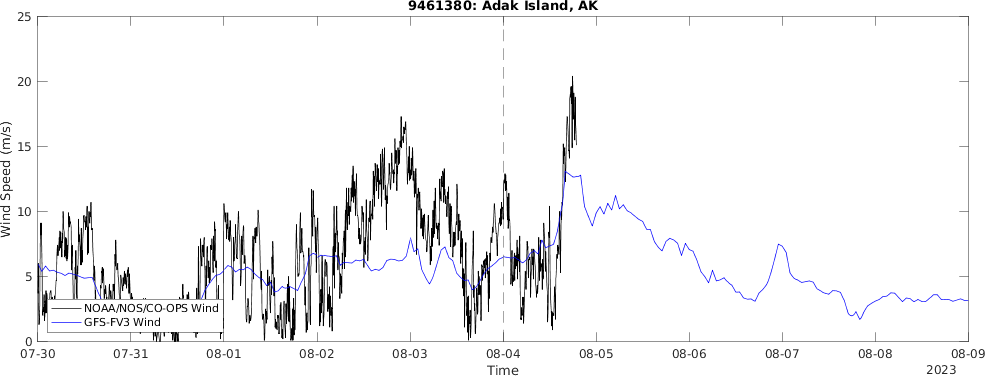 9461380: Adak Island, AK
Wind Speed (m/s)
25
20
15
10
5
0
NOAA/NOS/CO-OPS Wind
GFS-FV3 Wind
07-30 07-31 08-01 08-02 08-03 08-04 08-05 08-06 08-07 08-08 08-09
Time
2023